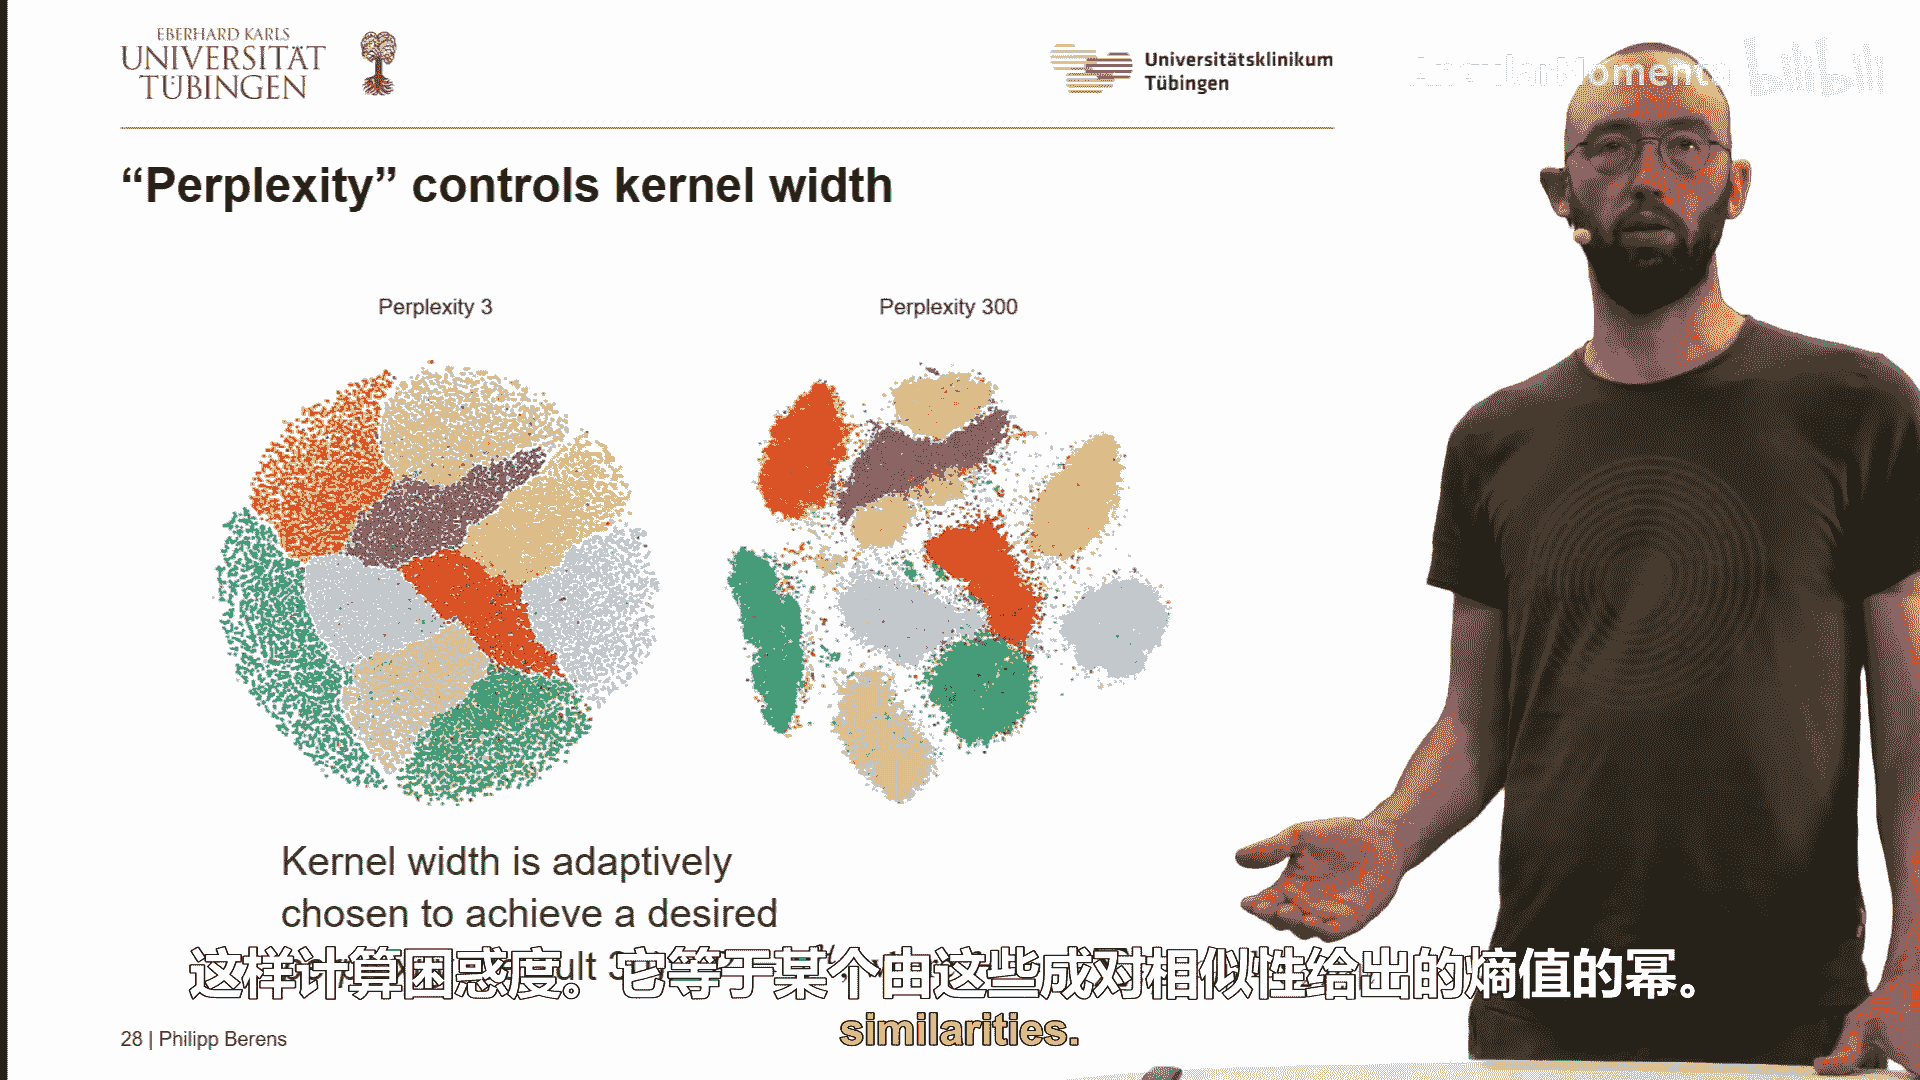 EBERHARD KARLS
UNIVERSITÄT
TÜBINGEN
Universitätsklinikum
Tübingen
AngularMomenta bilibili
“Perplexity” controls kernel width
Perplexity 3
Perplexity 300
Kernel width is adaptively
chosen to achieve a desired
这样计算困惑度。它等于某个由这些成对相似性给出的熵值的幂。
similarities.
28 | Philipp Berens